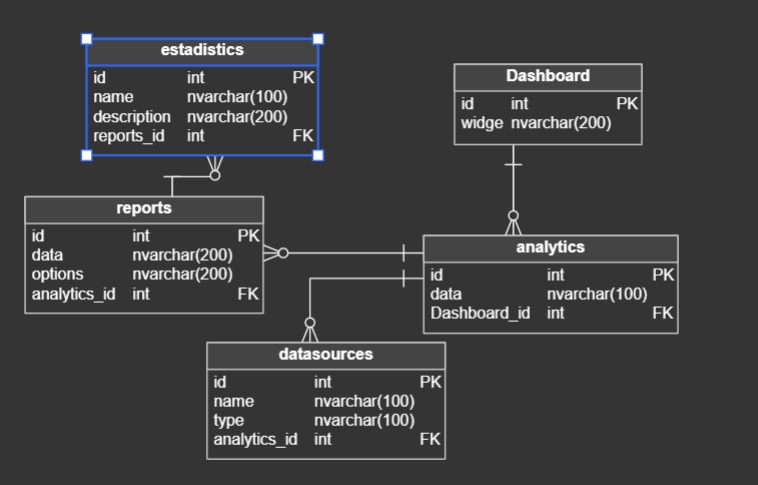 estadistics
id int PK
name nvarchar(100)
description nvarchar(200)
reports_id int FK
Dashboard
id int PK
widge nvarchar(200)
reports
id int PK
data nvarchar(200)
options nvarchar(200)
analytics_id int FK
analytics
id int PK
data nvarchar(100)
Dashboard_id int FK
datasources
id int PK
name nvarchar(100)
type nvarchar(100)
analytics_id int FK